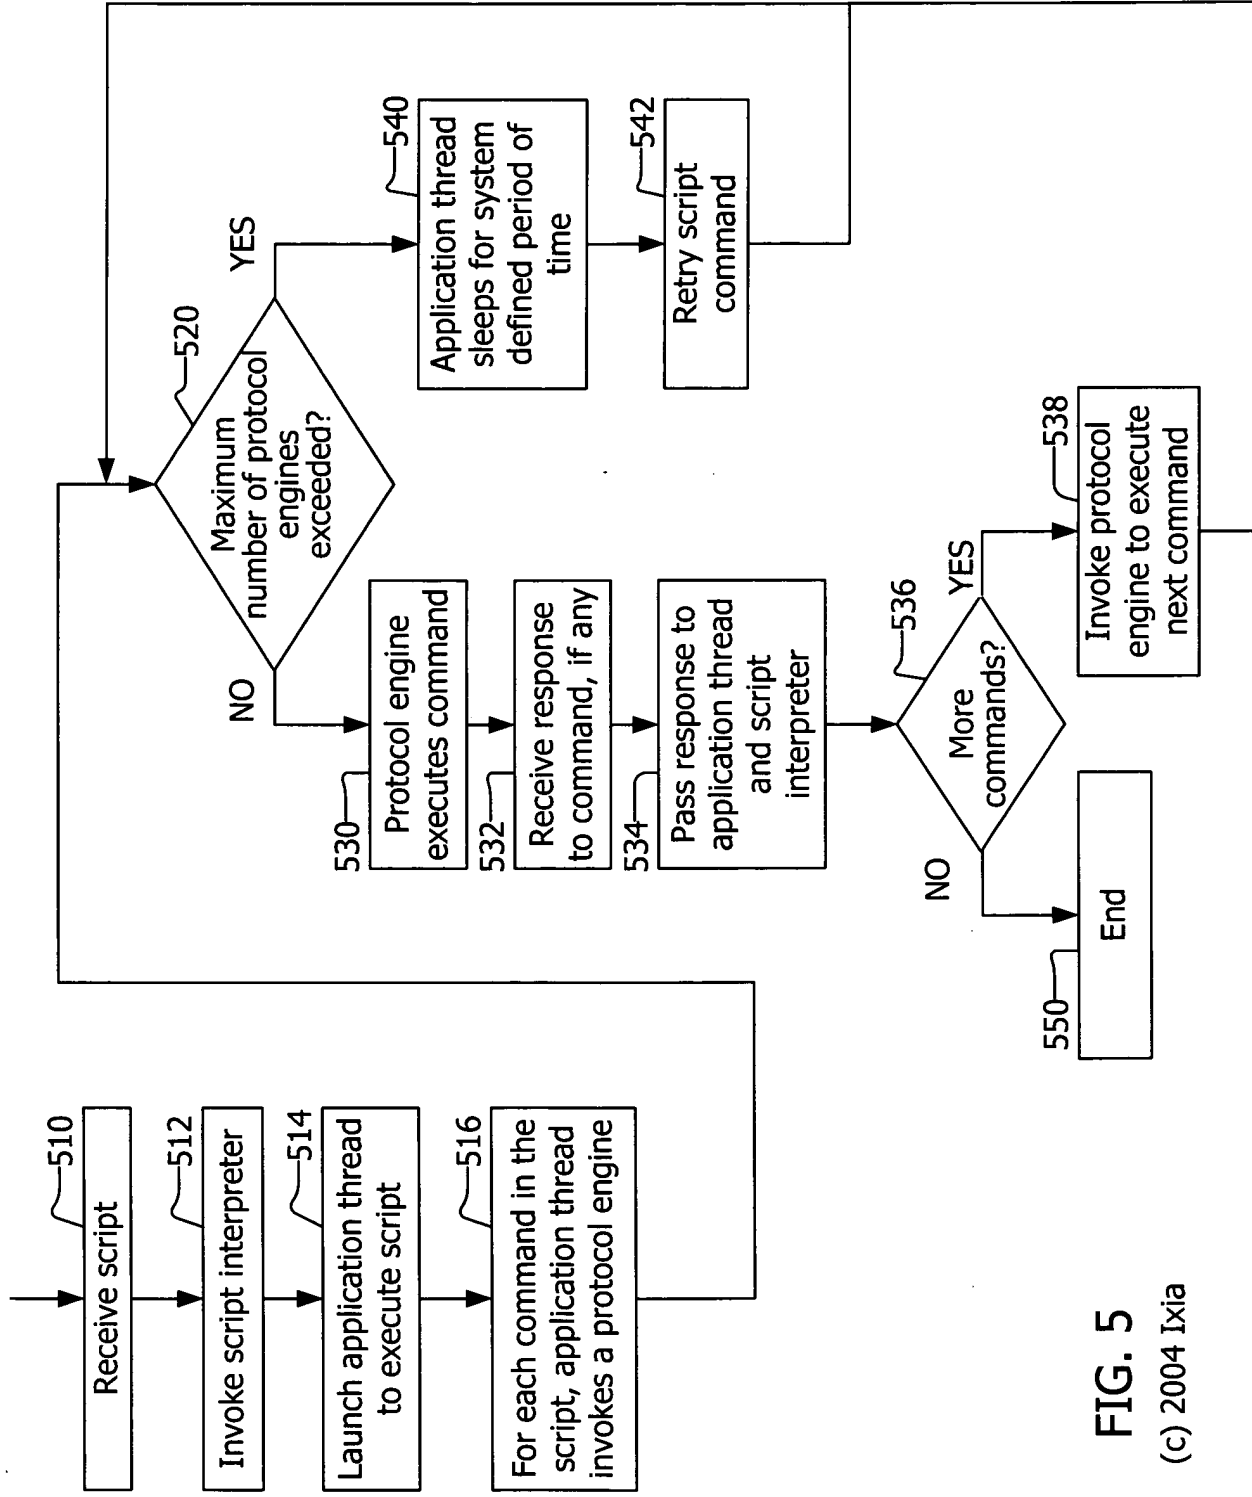 510
Receive script
512
Invoke script interpreter
514
Launch application thread
to execute script
516
For each command in the
script, application thread
invokes a protocol engine
520
Maximum
number of protocol
engines
exceeded?
NO
YES
530
Protocol engine
executes command
532
Receive response
to command, if any
534
Pass response to
application thread
and script
interpreter
536
More
commands?
NO
YES
538
Invoke protocol
engine to execute
next command
540
Application thread
sleeps for system
defined period of
time
542
Retry script
command
550
End
FIG. 5
(c) 2004 Ixia